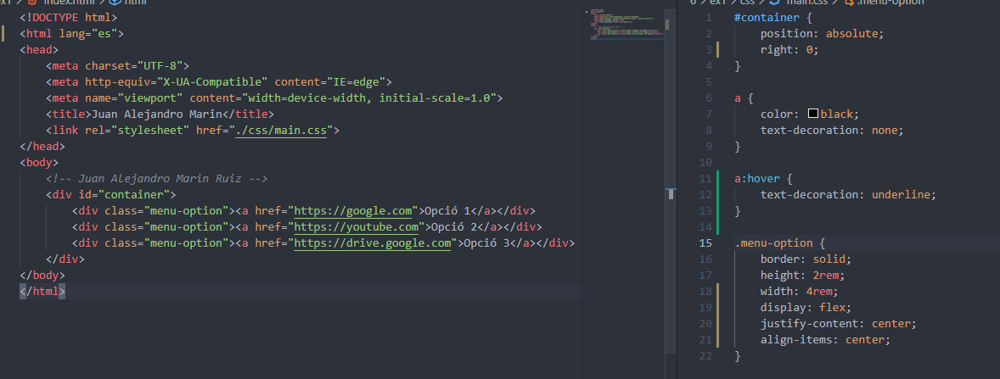 ex1 > index.html > html
<!DOCTYPE html>
<html lang="es">
<head>
    <meta charset="UTF-8">
    <meta http-equiv="X-UA-Compatible" content="IE=edge">
    <meta name="viewport" content="width=device-width, initial-scale=1.0">
    <title>Juan Alejandro Marin</title>
    <link rel="stylesheet" href="./css/main.css">
</head>
<body>
    <!-- Juan Alejandro Marin Ruiz -->
    <div id="container">
        <div class="menu-option"><a href="https://google.com">Opció 1</a></div>
        <div class="menu-option"><a href="https://youtube.com">Opció 2</a></div>
        <div class="menu-option"><a href="https://drive.google.com">Opció 3</a></div>
    </div>
</body>
</html>
6 > ex1 > css > main.css > .menu-option
1 #container {
2     position: absolute;
3     right: 0;
4 }
5
6 a {
7     color: black;
8     text-decoration: none;
9 }
10
11 a:hover {
12     text-decoration: underline;
13 }
14
15 .menu-option {
16     border: solid;
17     height: 2rem;
18     width: 4rem;
19     display: flex;
20     justify-content: center;
21     align-items: center;
22 }